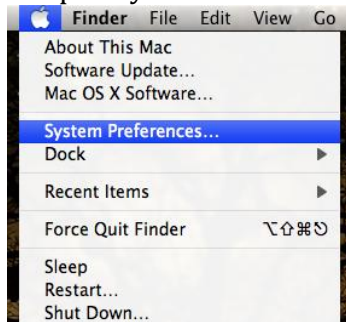 Finder File Edit View Go
About This Mac
Software Update...
Mac OS X Software...
System Preferences...
Dock
Recent Items
Force Quit Finder ⌥⇧⌘⎋
Sleep
Restart...
Shut Down...